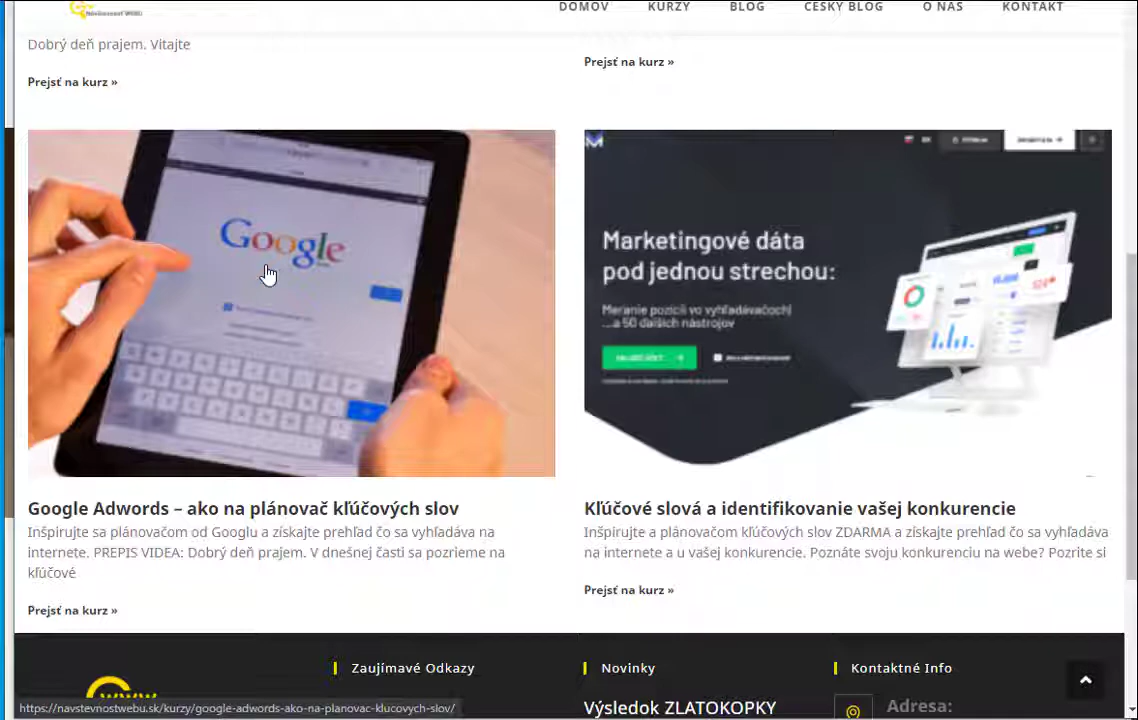 DOMOV KURZY BLOG ČESKÝ BLOG O NÁS KONTAKT
Dobrý deň prajem. Vitajte
Prejsť na kurz »
Prejsť na kurz »
Google
Marketingové dáta
pod jednou strechou:
Meranie pozícií vo vyhľadávačoch
...a 50 ďalších nástrojov
Google Adwords – ako na plánovač kľúčových slov
Inšpirujte sa plánovačom od Googlu a získajte prehľad čo sa vyhľadáva na
internete. PREPIS VIDEA: Dobrý deň prajem. V dnešnej časti sa pozrieme na
kľúčové
Prejsť na kurz »
Kľúčové slová a identifikovanie vašej konkurencie
Inšpirujte a plánovačom kľúčových slov ZDARMA a získajte prehľad čo sa vyhľadáva
na internete a u vašej konkurencie. Poznáte svoju konkurenciu na webe? Pozrite si
Prejsť na kurz »
Zaujímavé Odkazy
Novinky
Výsledok ZLATOKOPKY
Kontaktné Info
Adresa:
https://navstevnostwebu.sk/kurzy/google-adwords-ako-na-planovac-klucovych-slov/